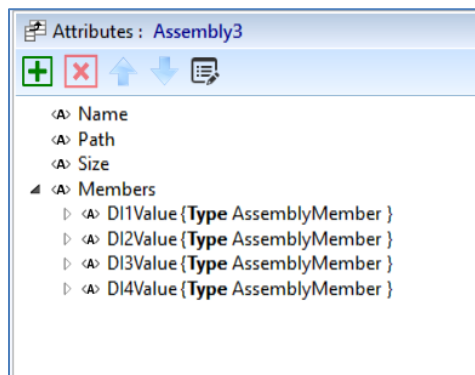 Attributes : Assembly3
<A> Name
<A> Path
<A> Size
<A> Members
<A> DI1Value {Type AssemblyMember }
<A> DI2Value {Type AssemblyMember }
<A> DI3Value {Type AssemblyMember }
<A> DI4Value {Type AssemblyMember }